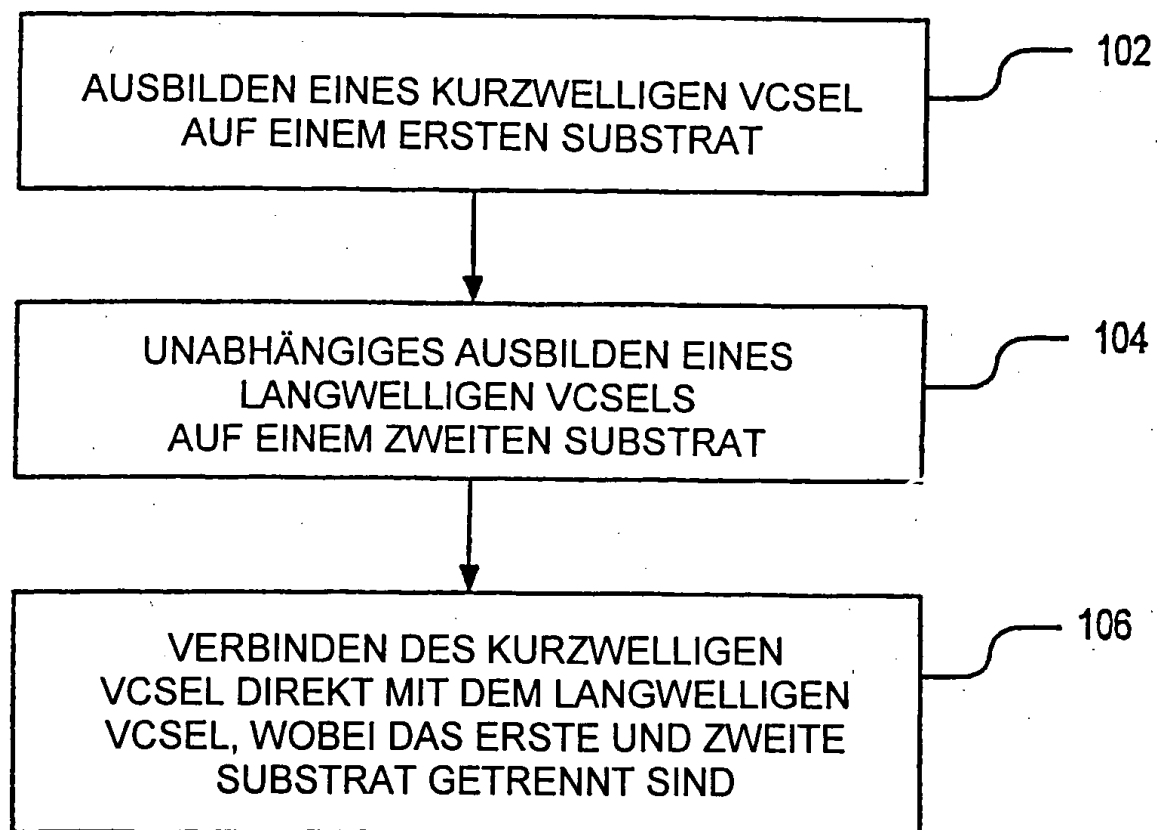 AUSBILDEN EINES KURZWELLIGEN VCSEL
AUF EINEM ERSTEN SUBSTRAT
102
UNABHÄNGIGES AUSBILDEN EINES
LANGWELLIGEN VCSELS
AUF EINEM ZWEITEN SUBSTRAT
104
VERBINDEN DES KURZWELLIGEN
VCSEL DIREKT MIT DEM LANGWELLIGEN
VCSEL, WOBEI DAS ERSTE UND ZWEITE
SUBSTRAT GETRENNT SIND
106